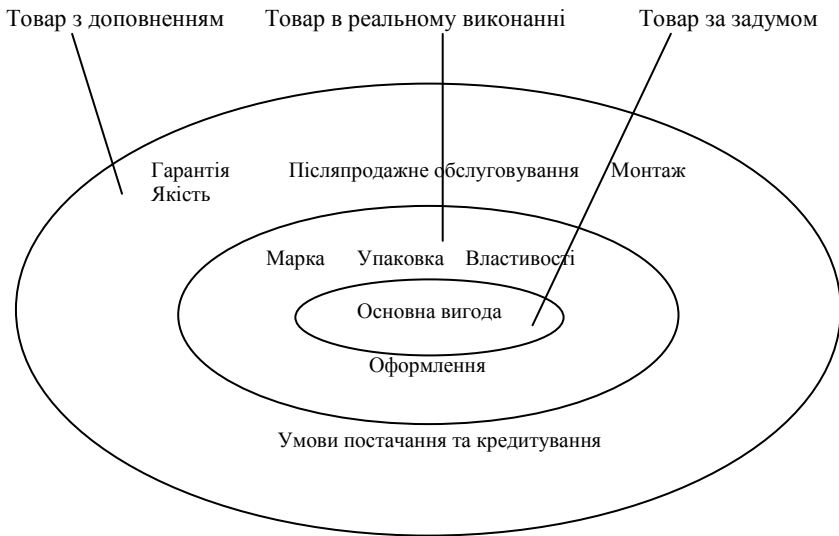 Товар з доповненням Товар в реальному виконанні Товар за задумом
Гарантія Післяпродажне обслуговування Монтаж
Якість
Марка Упаковка Властивості
Основна вигода
Оформлення
Умови постачання та кредитування